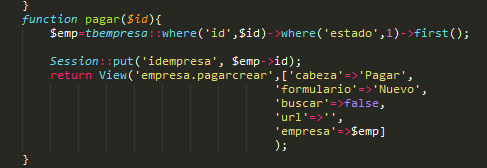 }
function pagar($id){
$emp=tbempresa::where('id',$id)->where('estado',1)->first();
Session::put('idempresa', $emp->id);
return View('empresa.pagarcrear',['cabeza'=>'Pagar',
'formulario'=>'Nuevo',
'buscar'=>false,
'url'=>'',
'empresa'=>$emp]
);
}